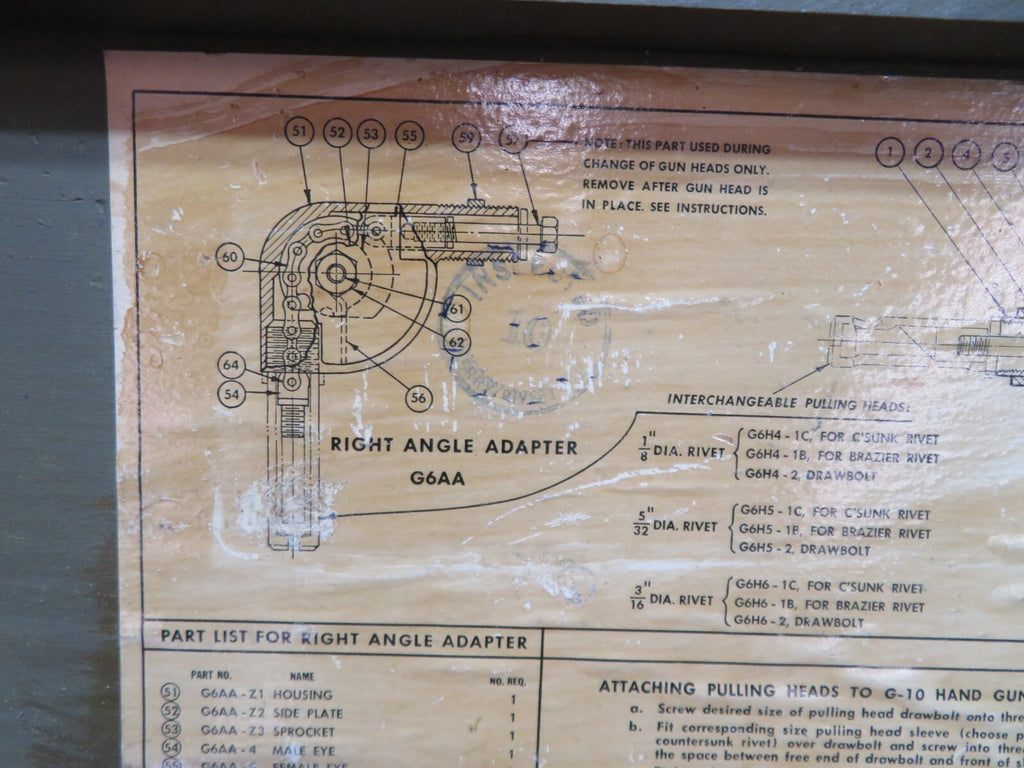 51 52 53 55 59 57
NOTE: THIS PART USED DURING
CHANGE OF GUN HEADS ONLY.
REMOVE AFTER GUN HEAD IS
IN PLACE. SEE INSTRUCTIONS.
1 2 4 5
60
61
62
64
54
56
10
RIGHT ANGLE ADAPTER
G6AA
INTERCHANGEABLE PULLING HEADS:
1/8" DIA. RIVET
G6H4 - 1C, FOR C'SUNK RIVET
G6H4 - 1B, FOR BRAZIER RIVET
G6H4 - 2, DRAWBOLT
5/32" DIA. RIVET
G6H5 - 1C, FOR C'SUNK RIVET
G6H5 - 1B, FOR BRAZIER RIVET
G6H5 - 2, DRAWBOLT
3/16" DIA. RIVET
G6H6 - 1C, FOR C'SUNK RIVET
G6H6 - 1B, FOR BRAZIER RIVET
G6H6 - 2, DRAWBOLT
PART LIST FOR RIGHT ANGLE ADAPTER
PART NO. NAME NO. REQ.
51 G6AA - Z1 HOUSING 1
52 G6AA - Z2 SIDE PLATE 1
53 G6AA - Z3 SPROCKET 1
54 G6AA - 4 MALE EYE 1
55 FEMALE EYE
ATTACHING PULLING HEADS TO G-10 HAND GUN
a. Screw desired size of pulling head drawbolt onto
b. Fit corresponding size pulling head sleeve (choose
countersunk rivet) over drawbolt and screw into
the space between free end of drawbolt and front of